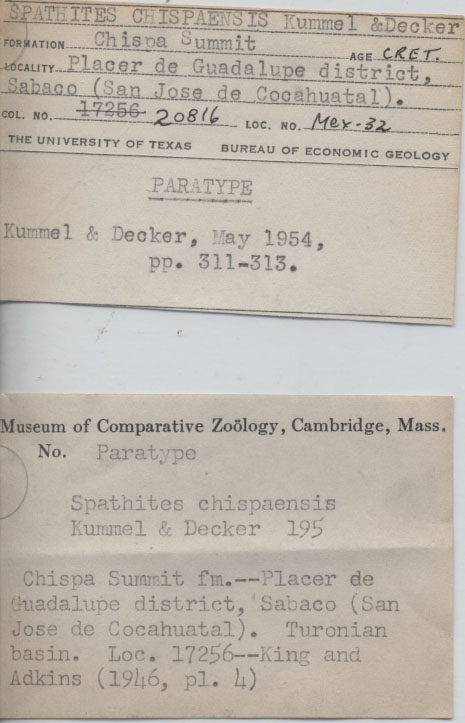 SPATHITES CHISPAENSIS Kummel &Decker
FORMATION Chispa Summit AGE CRET.
LOCALITY Placer de Guadalupe district,
Sabaco (San Jose de Cocahuatal).
COL. NO. 17256 20816 LOC. NO. Mex-32
THE UNIVERSITY OF TEXAS BUREAU OF ECONOMIC GEOLOGY
PARATYPE
Kummel & Decker, May 1954,
pp. 311-313.
Museum of Comparative Zoölogy, Cambridge, Mass.
No. Paratype
Spathites chispaensis
Kummel & Decker 195
Chispa Summit fm.--Placer de
Guadalupe district, Sabaco (San
Jose de Cocahuatal). Turonian
basin. Loc. 17256--King and
Adkins (1946, pl. 4)